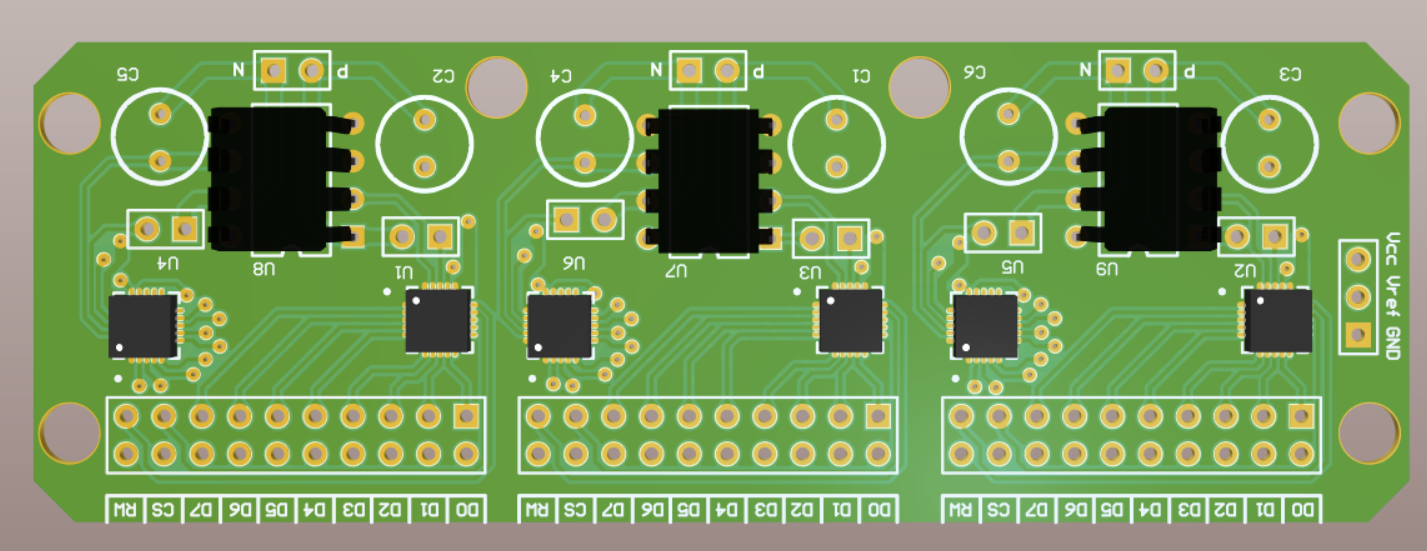 C5 N P C2 C4 N P C1 C6 N P C3
U4 U8 U1 U6 U7 U3 U5 U9 U2
Vcc Vref GND
RW CS D7 D6 D5 D4 D3 D2 D1 D0 RW CS D7 D6 D5 D4 D3 D2 D1 D0 RW CS D7 D6 D5 D4 D3 D2 D1 D0